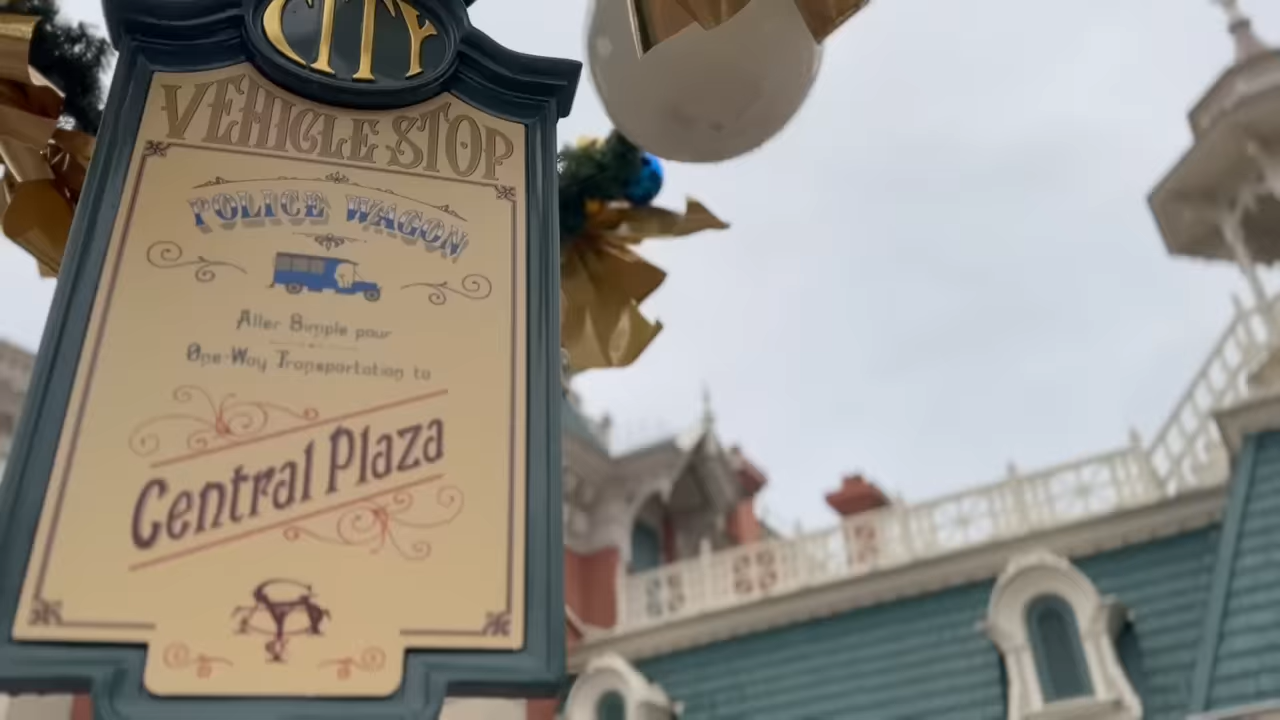 CITY
VEHICLE STOP
POLICE WAGON
Aller Simple pour
One-Way Transportation to
Central Plaza